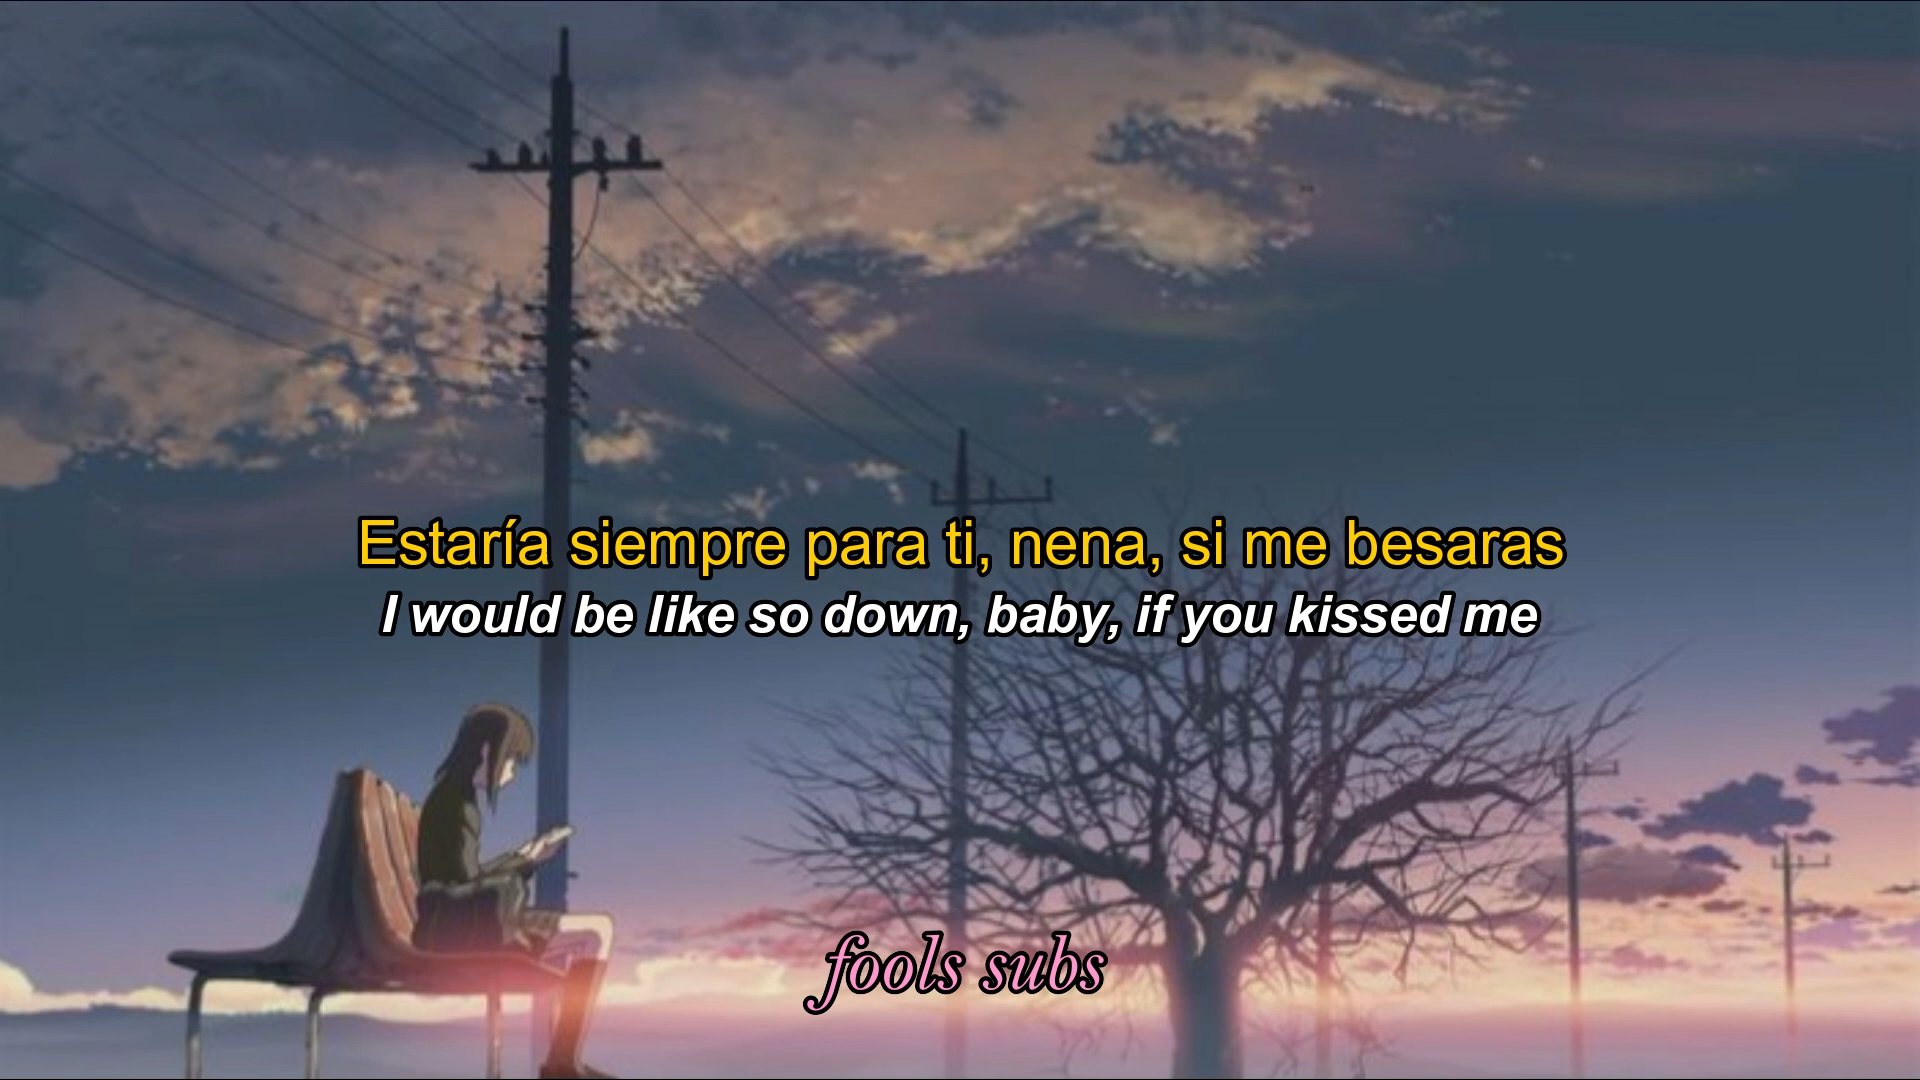 Estaría siempre para ti, nena, si me besaras
I would be like so down, baby, if you kissed me
fools subs